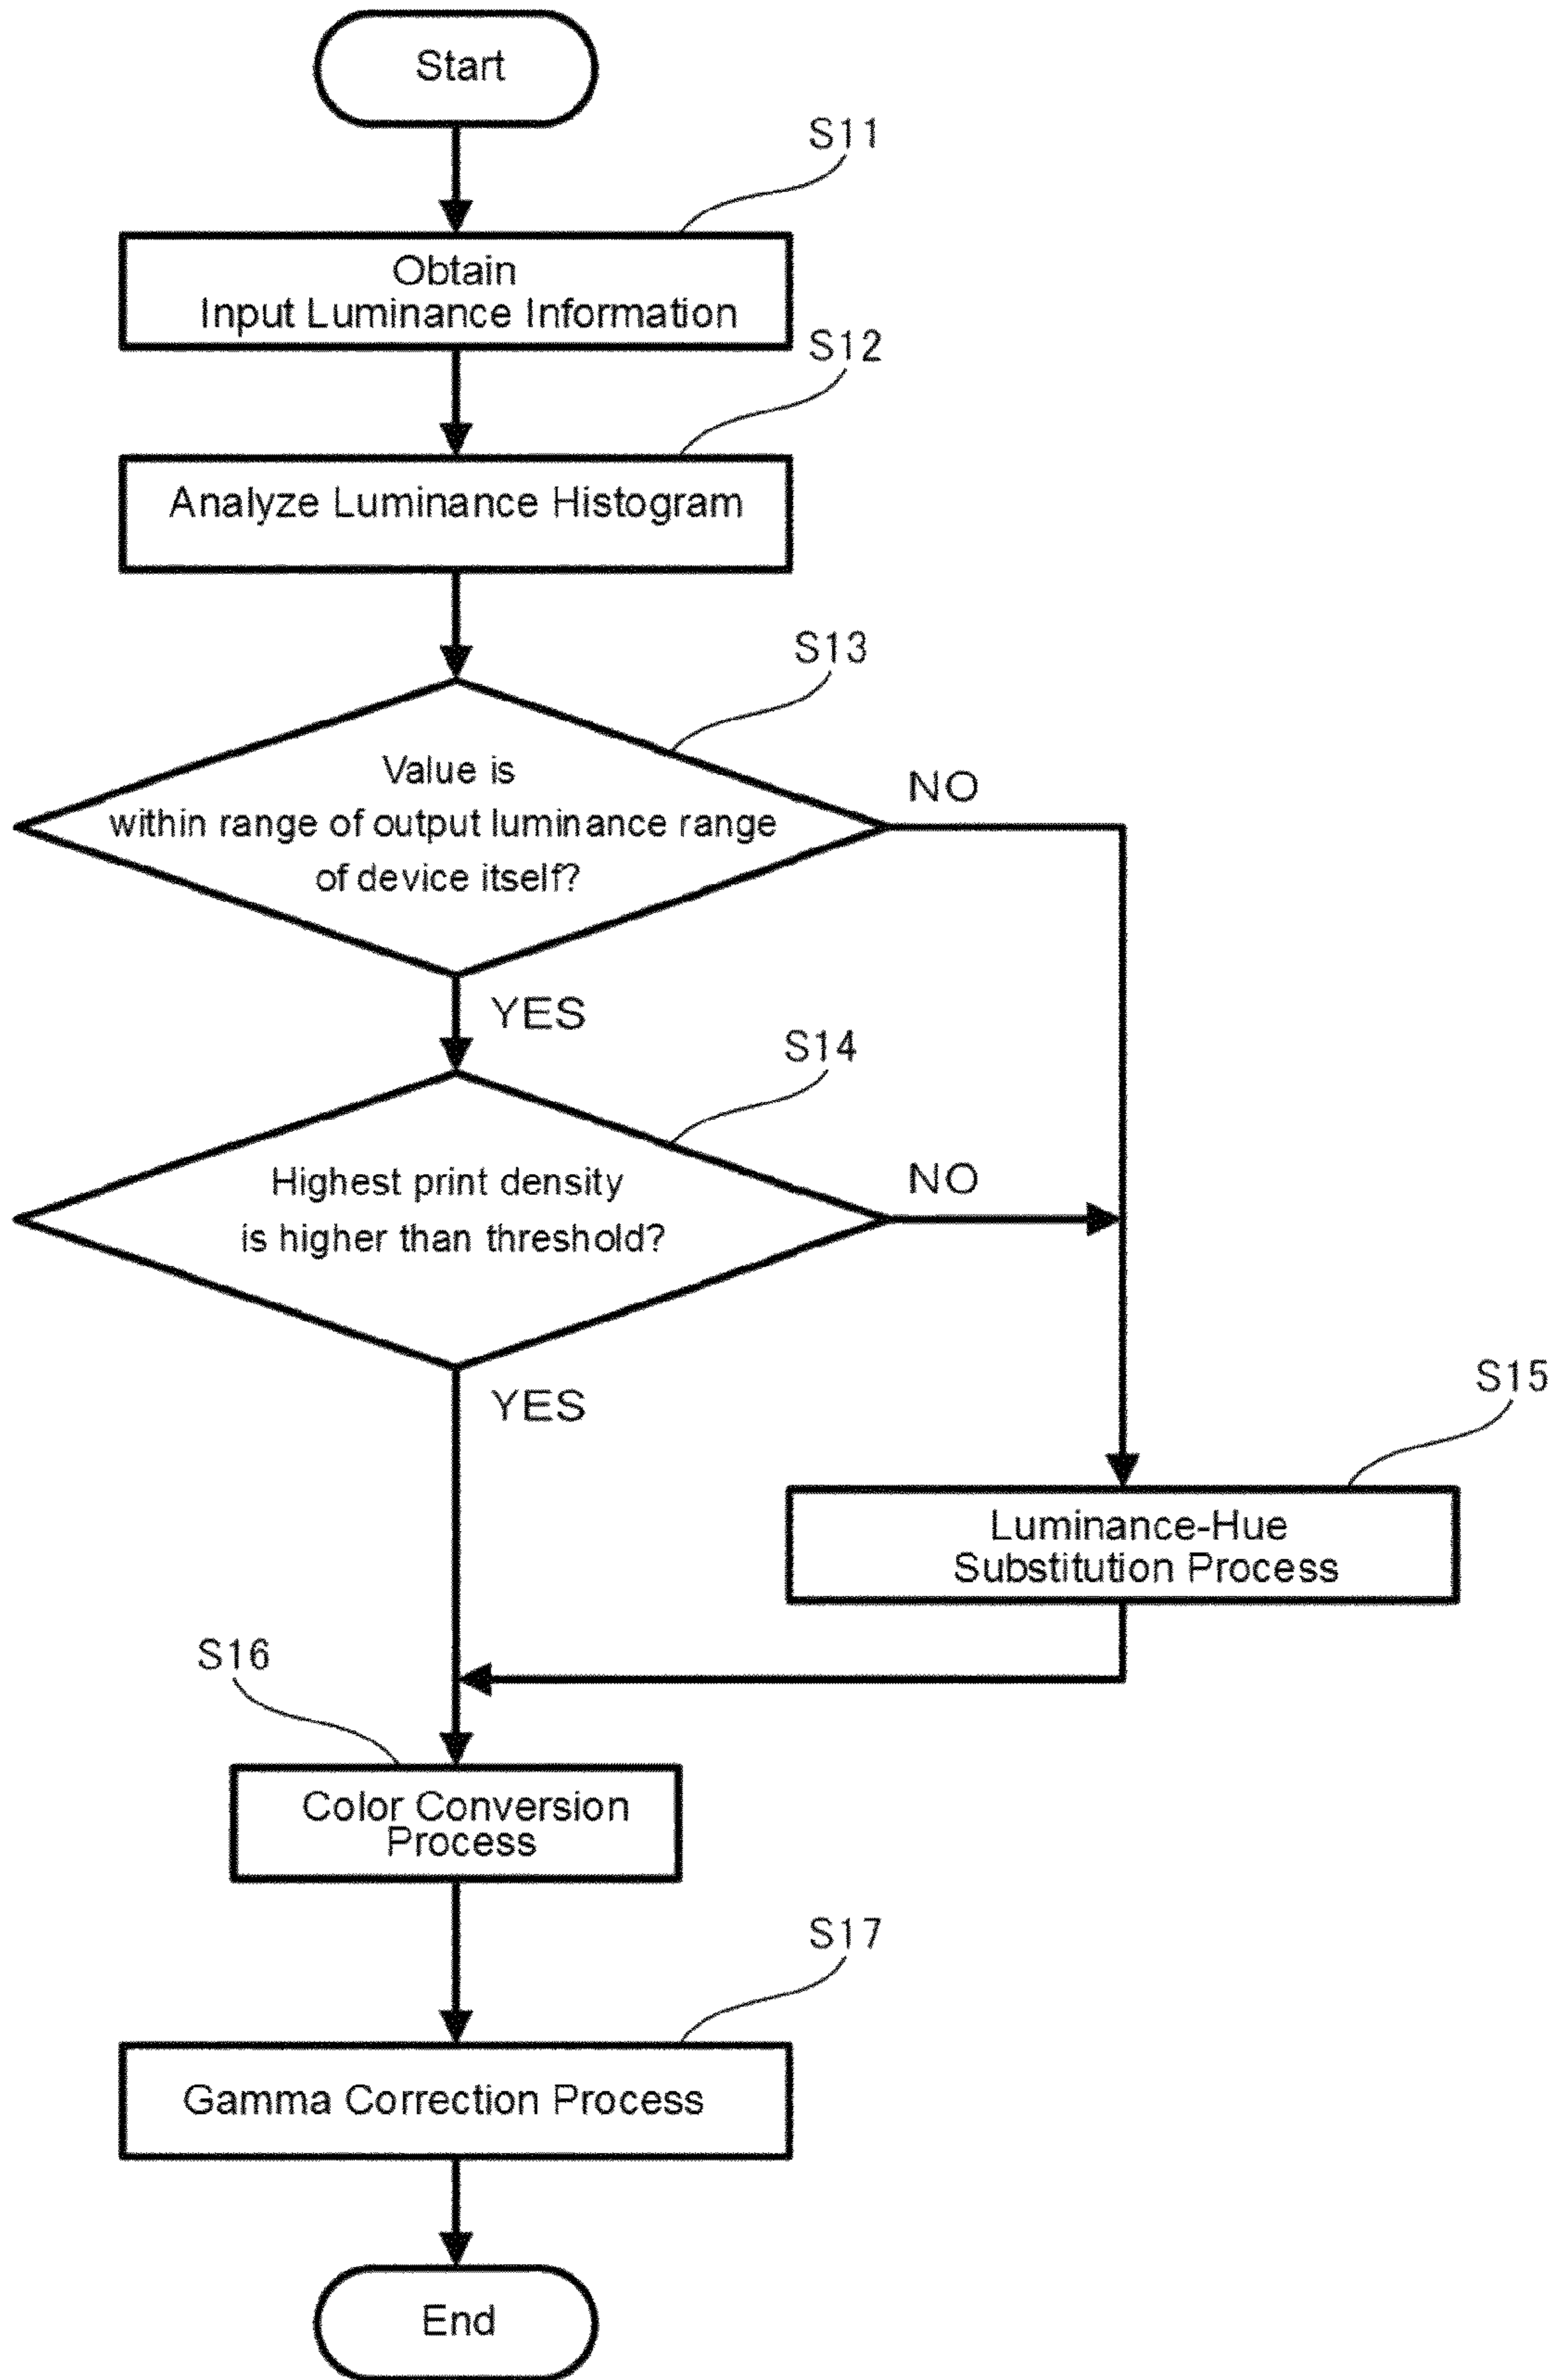 Start
S11
Obtain
Input Luminance Information
S12
Analyze Luminance Histogram
S13
Value is
within range of output luminance range
of device itself?
NO
YES
S14
Highest print density
is higher than threshold?
NO
YES
S15
Luminance-Hue
Substitution Process
S16
Color Conversion
Process
S17
Gamma Correction Process
End